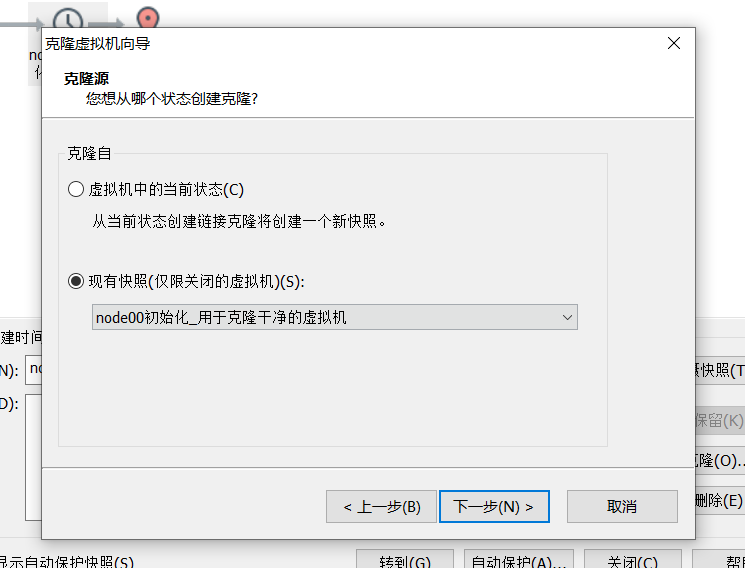 克隆虚拟机向导
克隆源
您想从哪个状态创建克隆?
克隆自
虚拟机中的当前状态(C)
从当前状态创建链接克隆将创建一个新快照。
现有快照(仅限关闭的虚拟机)(S):
node00初始化_用于克隆干净的虚拟机
建时间
N):
快照(T
D):
保留(K)
隆(O)..
删除(E)
< 上一步(B)
下一步(N) >
取消
示自动保护快照(S)
转到(G)
自动保护(A)...
关闭(C)
帮